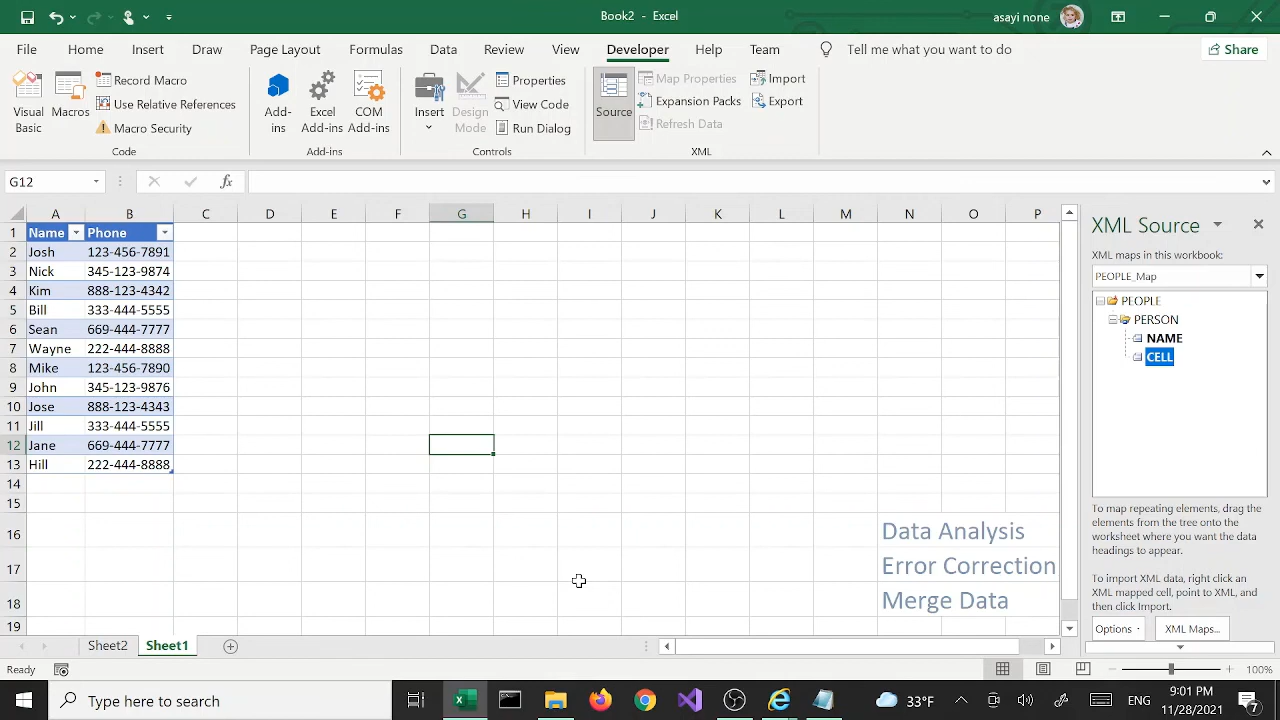 Book2 - Excel
asayi none
File Home Insert Draw Page Layout Formulas Data Review View Developer Help Team Tell me what you want to do Share
Visual Basic
Macros
Record Macro
Use Relative References
Macro Security
Code
Add-ins
Excel Add-ins
COM Add-ins
Add-ins
Insert
Design Mode
Properties
View Code
Run Dialog
Controls
Source
Map Properties
Expansion Packs
Refresh Data
Import
Export
XML
G12
fx
A B C D E F G H I J K L M N O P
1 Name Phone
2 Josh 123-456-7891
3 Nick 345-123-9874
4 Kim 888-123-4342
5 Bill 333-444-5555
6 Sean 669-444-7777
7 Wayne 222-444-8888
8 Mike 123-456-7890
9 John 345-123-9876
10 Jose 888-123-4343
11 Jill 333-444-5555
12 Jane 669-444-7777
13 Hill 222-444-8888
14
15
16 Data Analysis
17 Error Correction
18 Merge Data
19
XML Source
XML maps in this workbook:
PEOPLE_Map
PEOPLE
PERSON
NAME
CELL
To map repeating elements, drag the
elements from the tree onto the
worksheet where you want the data
headings to appear.
To import XML data, right click an
XML mapped cell, point to XML, and
then click Import.
Options XML Maps...
Sheet2 Sheet1
Ready
100%
Type here to search
33°F
ENG
9:01 PM
11/28/2021
7